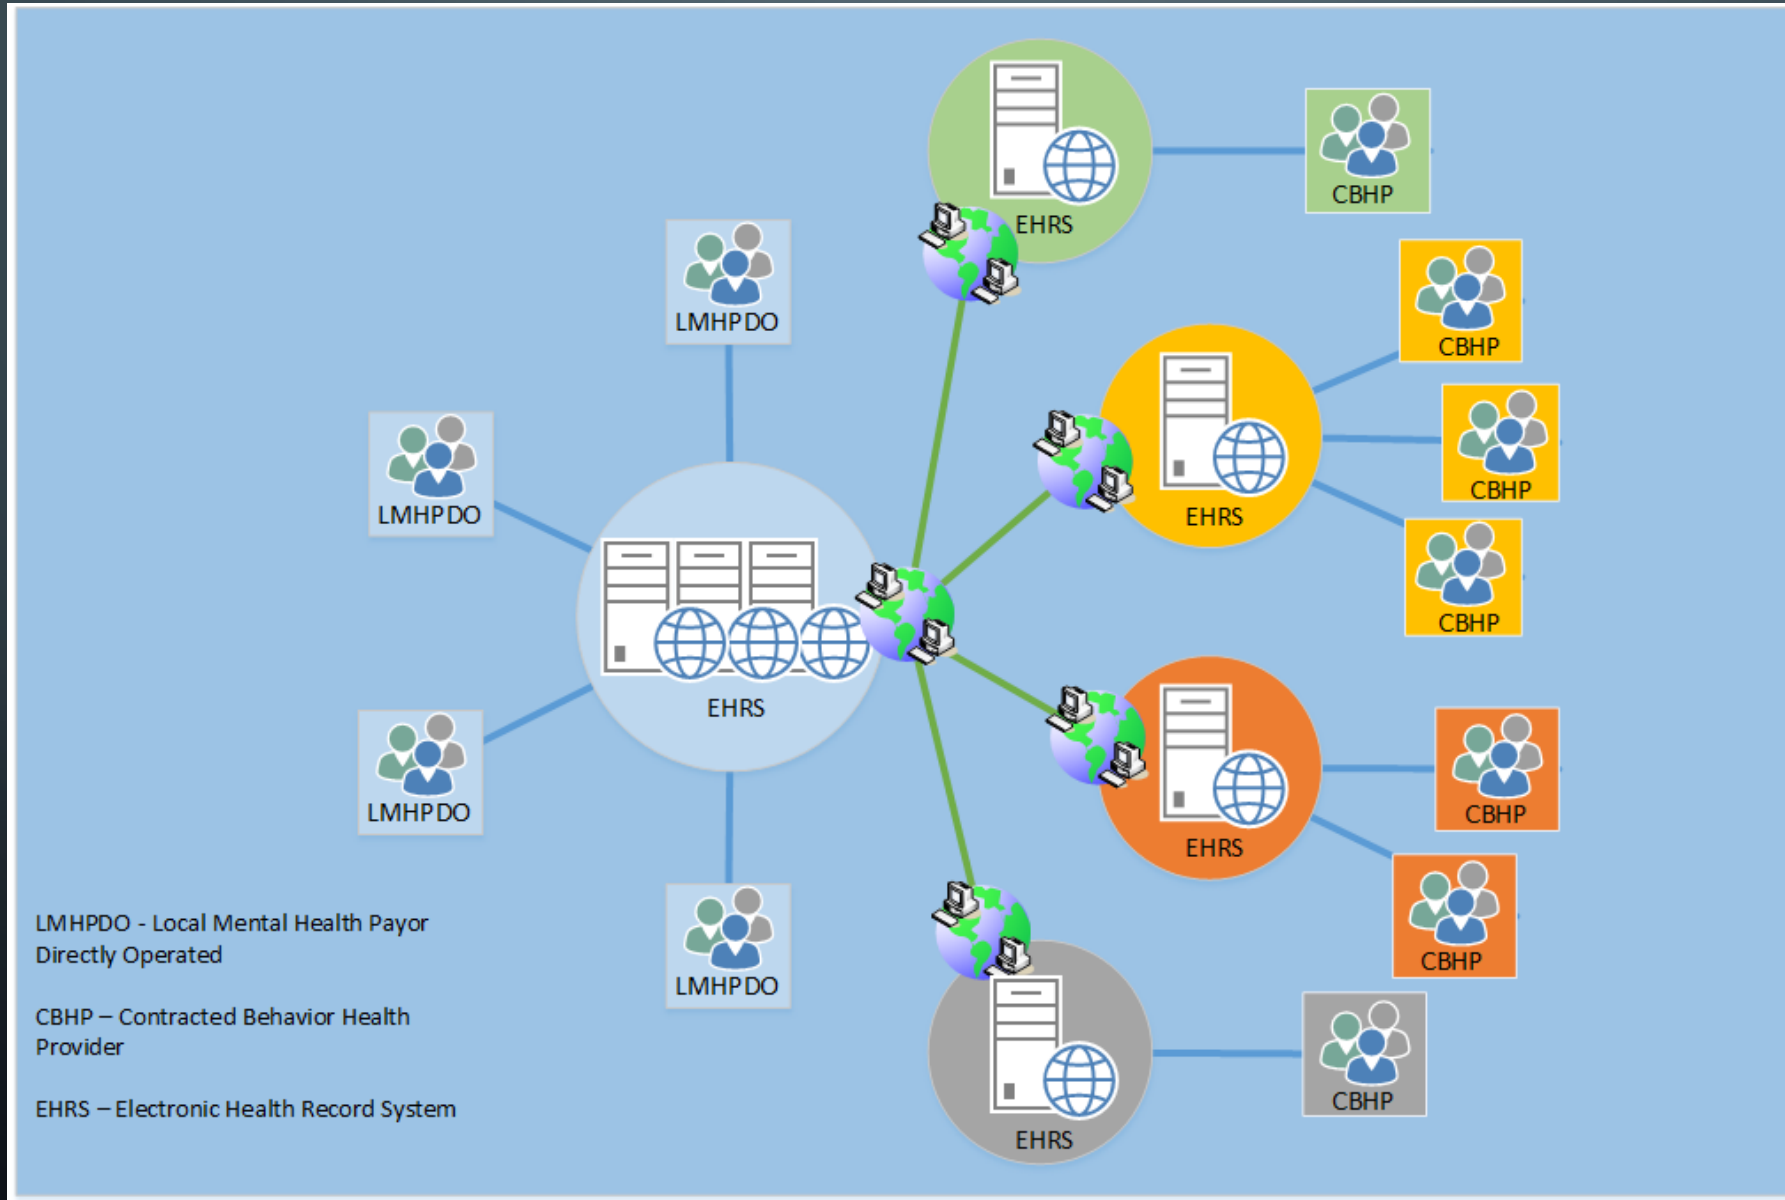 EHRS
CBHP
LMHPDO
CBHP
LMHPDO
CBHP
EHRS
CBHP
EHRS
LMHPDO
EHRS
CBHP
CBHP
LMHPDO
LMHPDO - Local Mental Health Payor
Directly Operated
CBHP – Contracted Behavior Health
Provider
EHRS – Electronic Health Record System
EHRS
CBHP